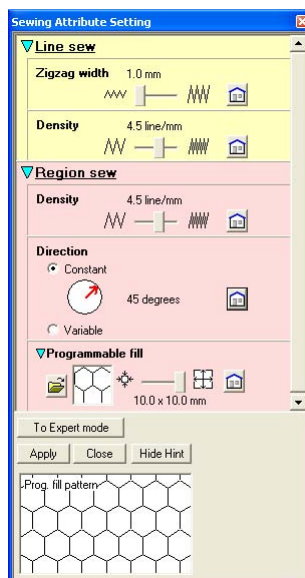 Sewing Attribute Setting
Line sew
Zigzag width 1.0 mm
Density 4.5 line/mm
Region sew
Density 4.5 line/mm
Direction
Constant
45 degrees
Variable
Programmable fill
10.0 x 10.0 mm
To Expert mode
Apply Close Hide Hint
Prog. fill pattern